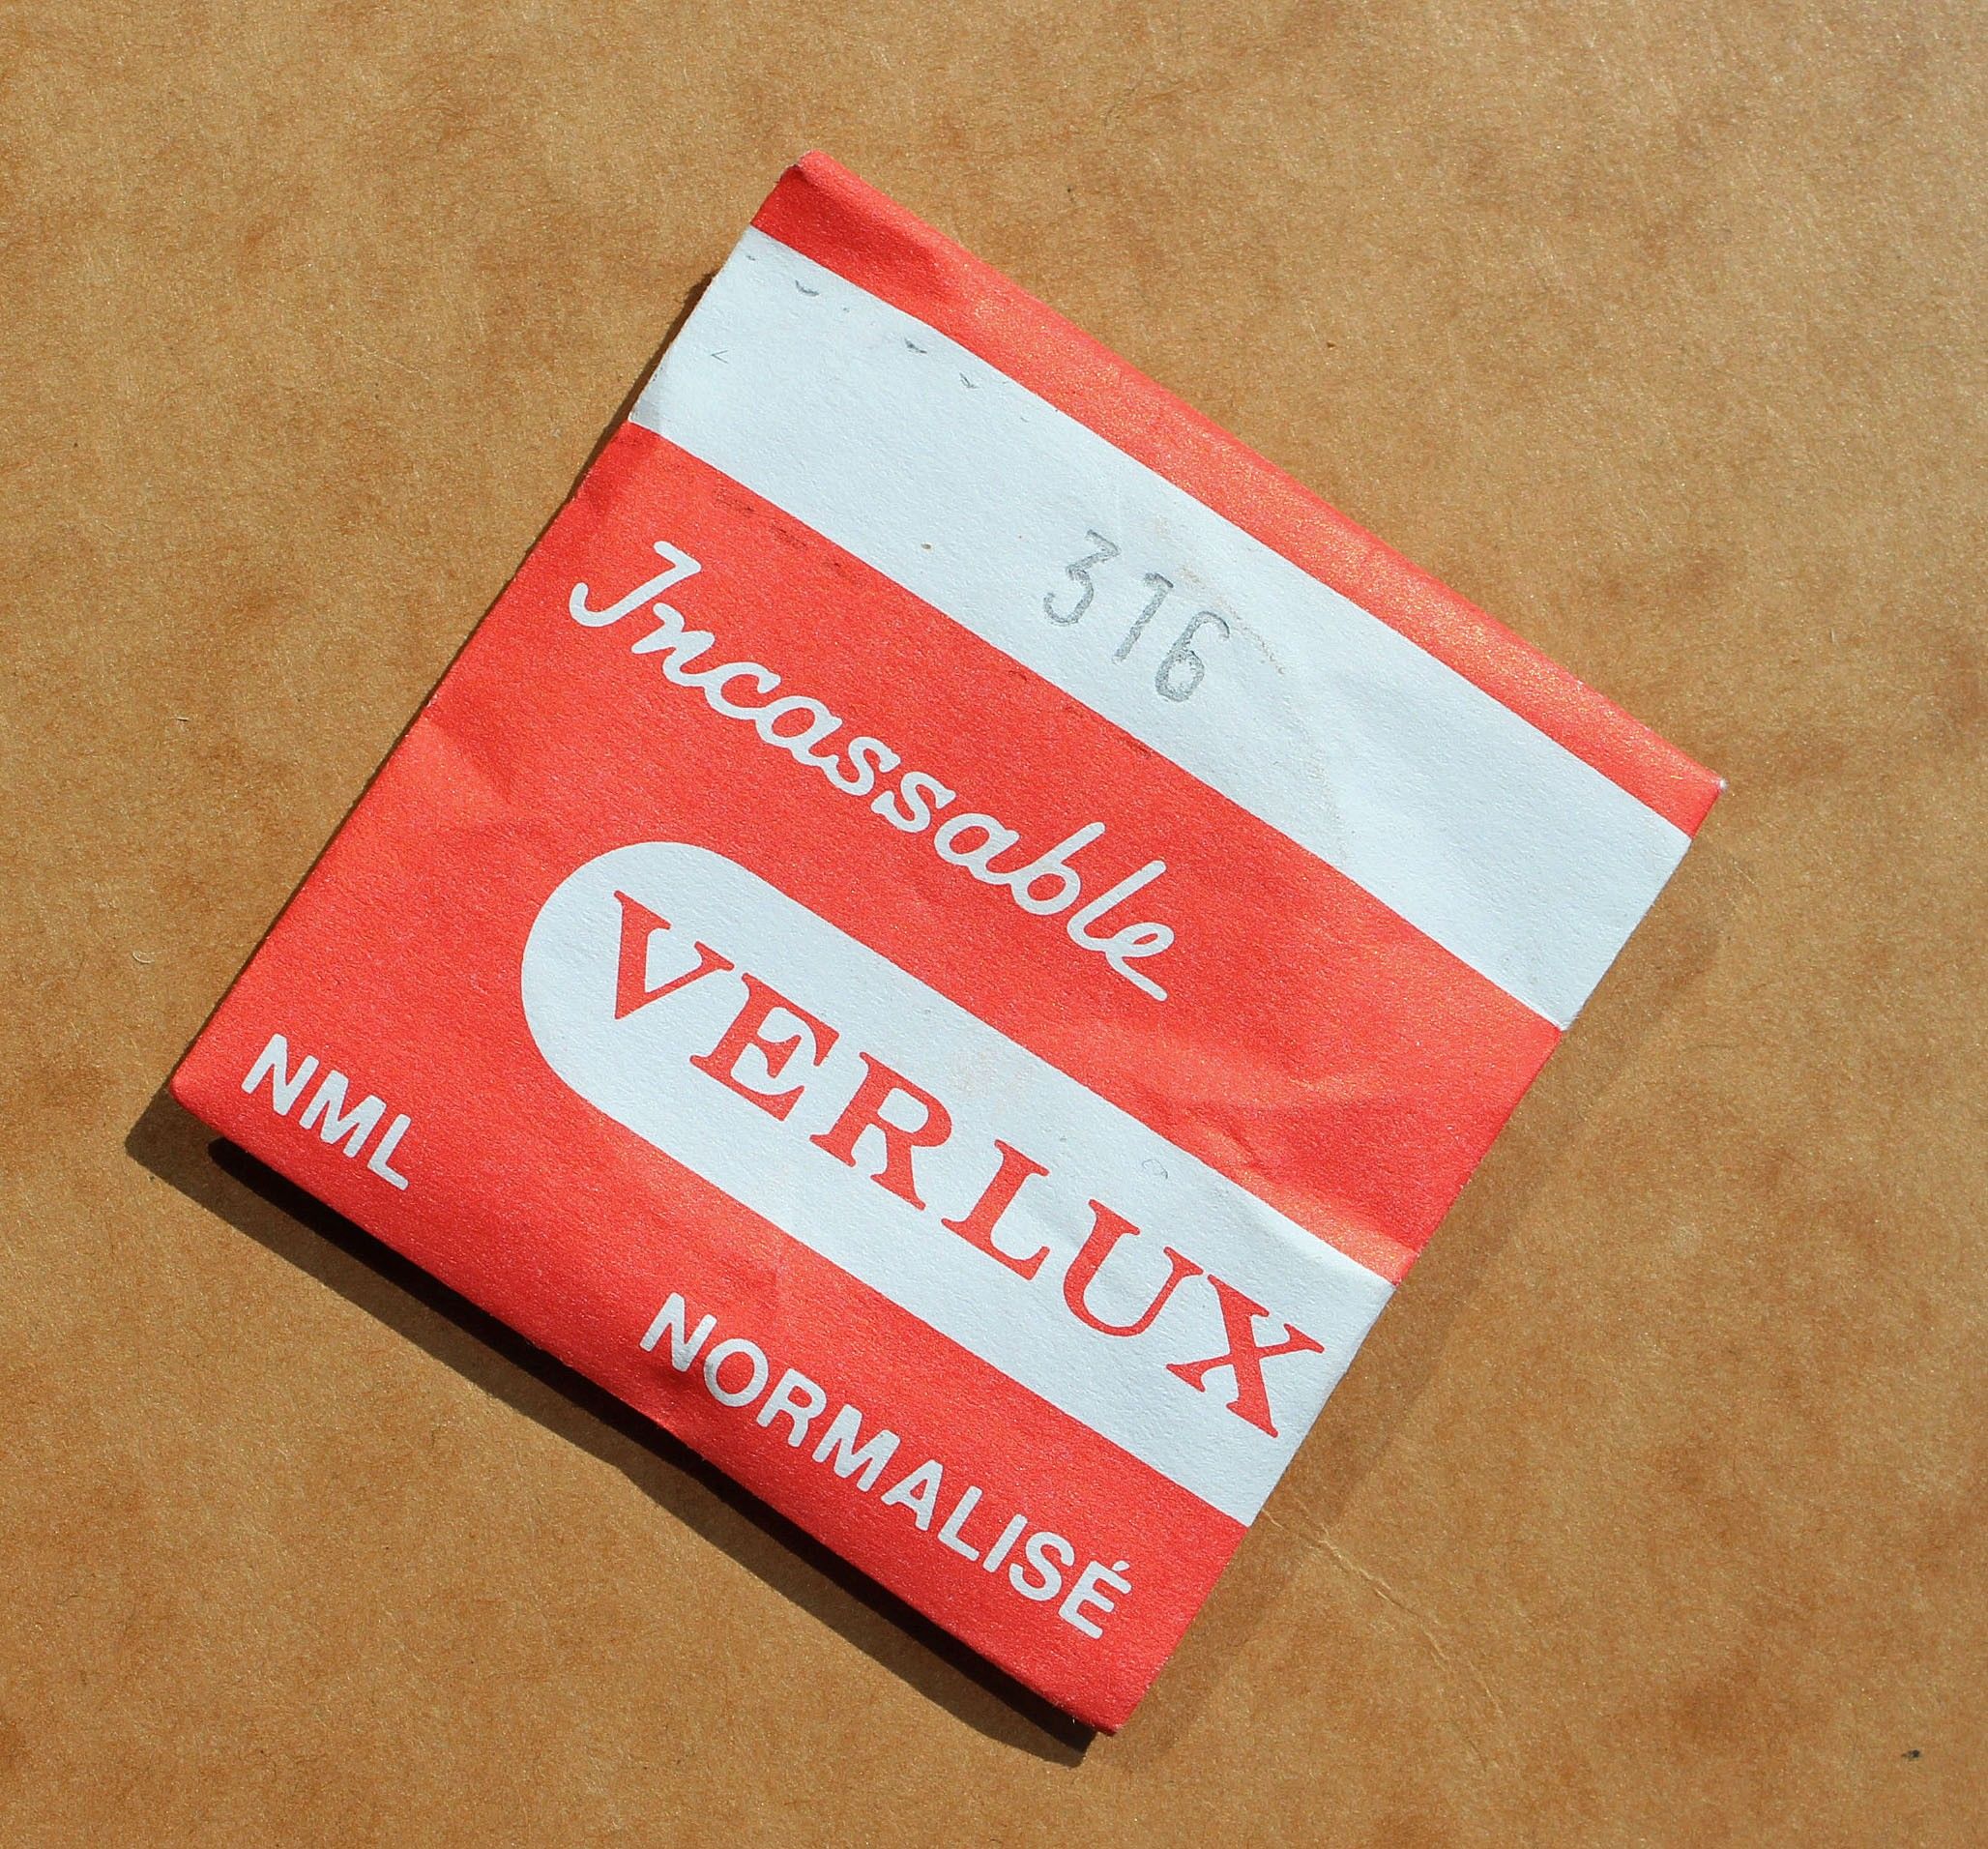 316
Incassable
VERLUX
NML
NORMALISÉ